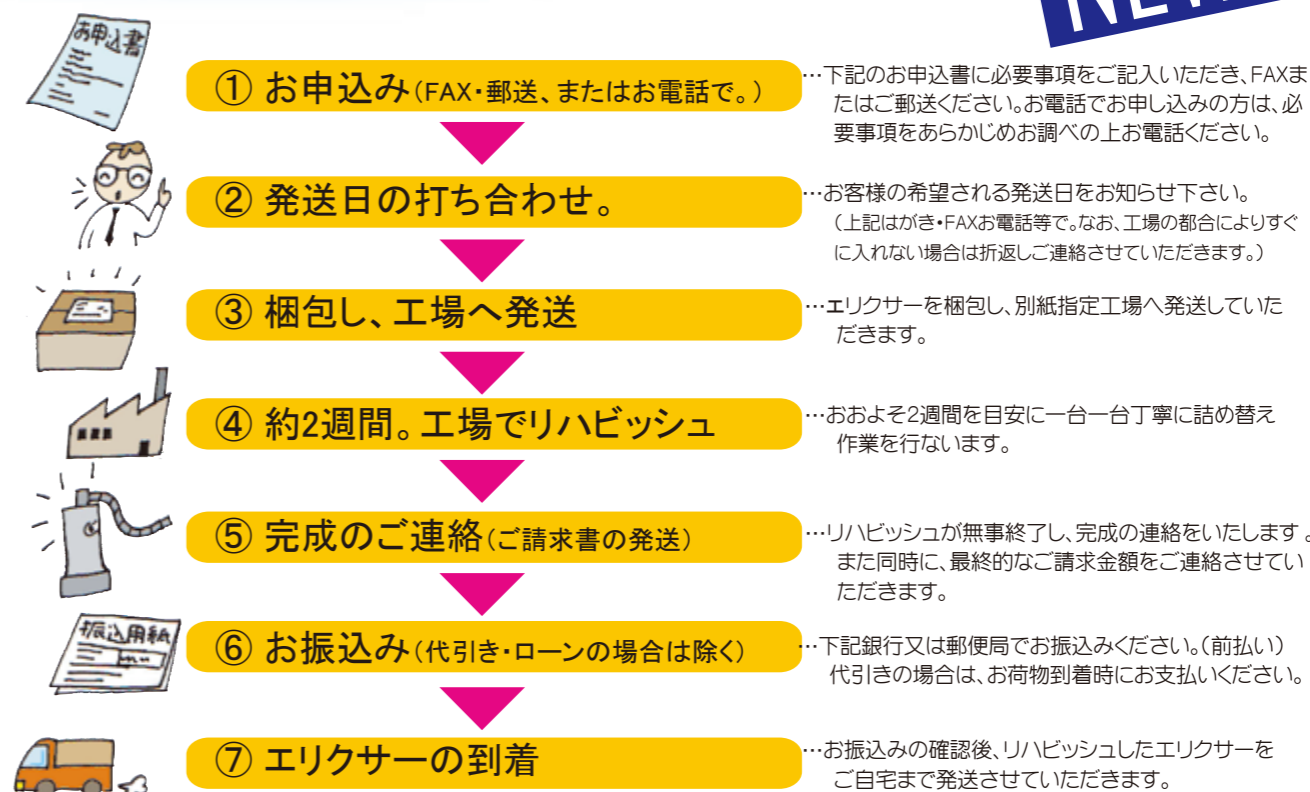 お申込書
① お申込み(FAX・郵送、またはお電話で。)
…下記のお申込書に必要事項をご記入いただき、FAXま
たはご郵送ください。お電話でお申し込みの方は、必
要事項をあらかじめお調べの上お電話ください。
② 発送日の打ち合わせ。
…お客様の希望される発送日をお知らせ下さい。
(上記はがき・FAXお電話等で。なお、工場の都合によりすぐ
に入れない場合は折返しご連絡させていただきます。)
③ 梱包し、工場へ発送
…エリクサーを梱包し、別紙指定工場へ発送していた
だきます。
④ 約2週間。工場でリハビッシュ
…おおよそ2週間を目安に一台一台丁寧に詰め替え
作業を行ないます。
⑤ 完成のご連絡(ご請求書の発送)
…リハビッシュが無事終了し、完成の連絡をいたします。
また同時に、最終的なご請求金額をご連絡させてい
ただきます。
振込用紙
⑥ お振込み(代引き・ローンの場合は除く)
…下記銀行又は郵便局でお振込みください。(前払い)
代引きの場合は、お荷物到着時にお支払いください。
⑦ エリクサーの到着
…お振込みの確認後、リハビッシュしたエリクサーを
ご自宅まで発送させていただきます。